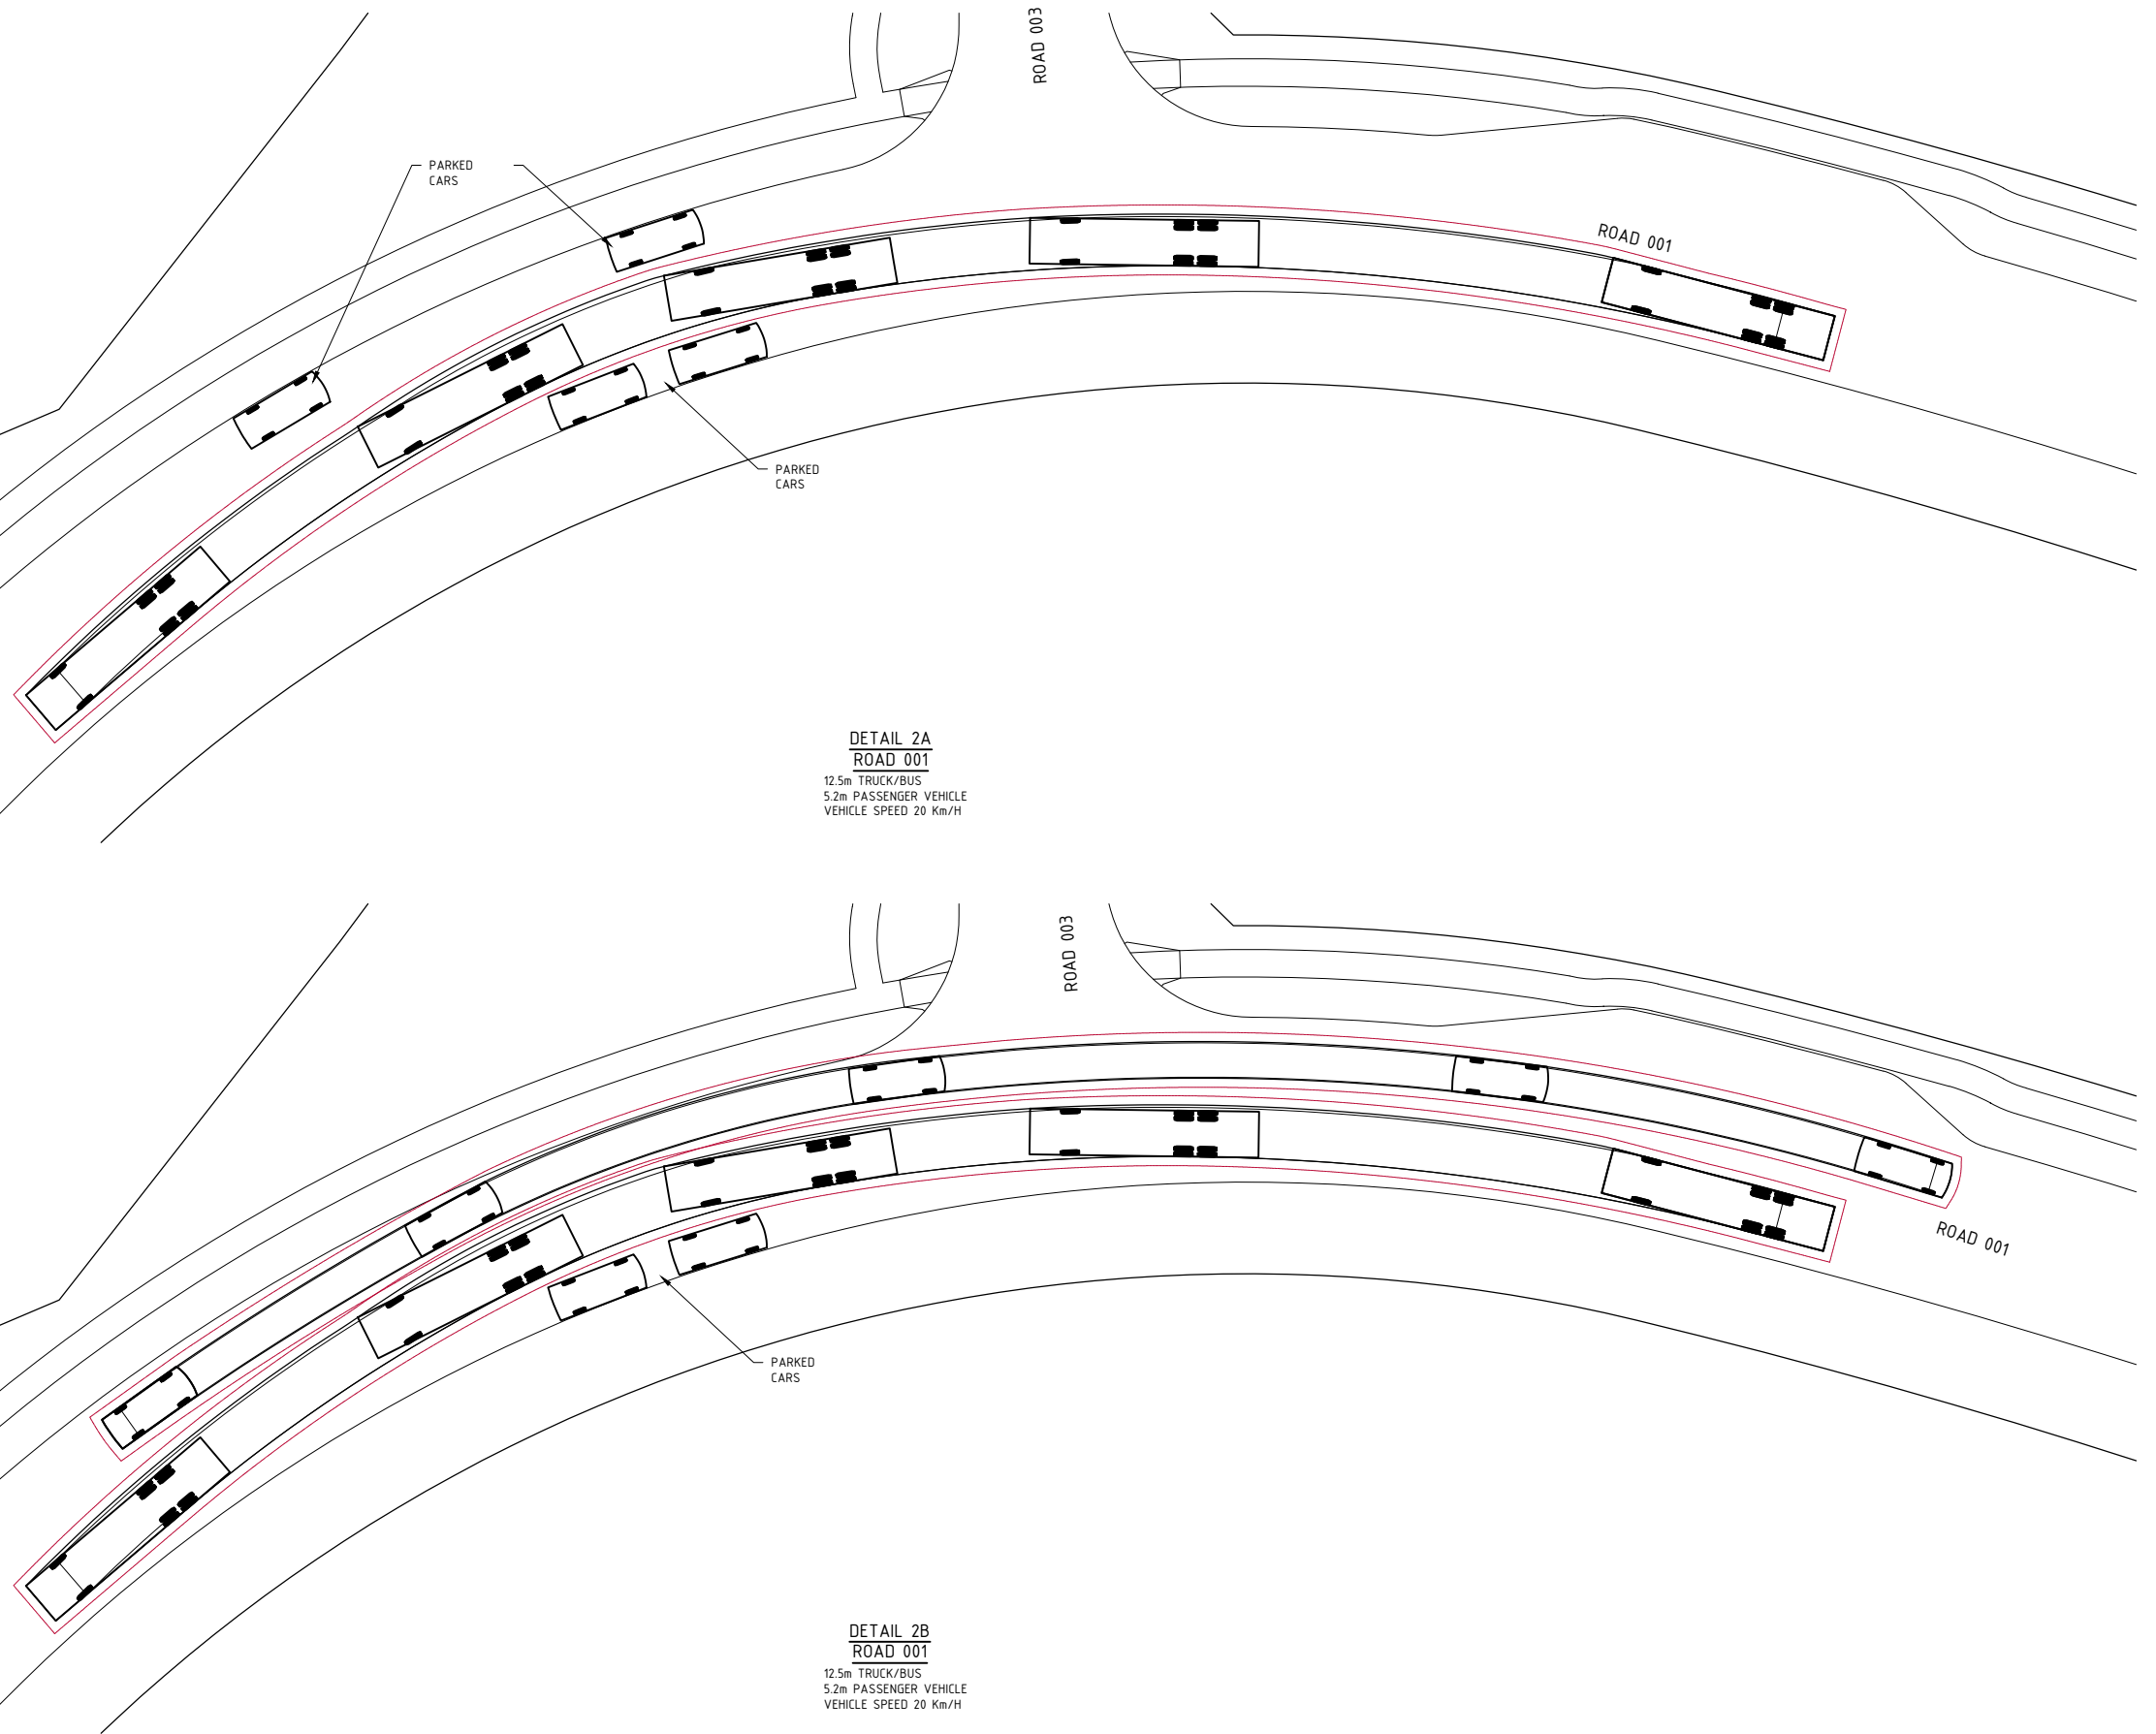 ROAD 003
PARKED
CARS
ROAD 001
PARKED
CARS
DETAIL 2A
ROAD 001
12.5m TRUCK/BUS
5.2m PASSENGER VEHICLE
VEHICLE SPEED 20 Km/H
ROAD 003
ROAD 001
PARKED
CARS
DETAIL 2B
ROAD 001
12.5m TRUCK/BUS
5.2m PASSENGER VEHICLE
VEHICLE SPEED 20 Km/H